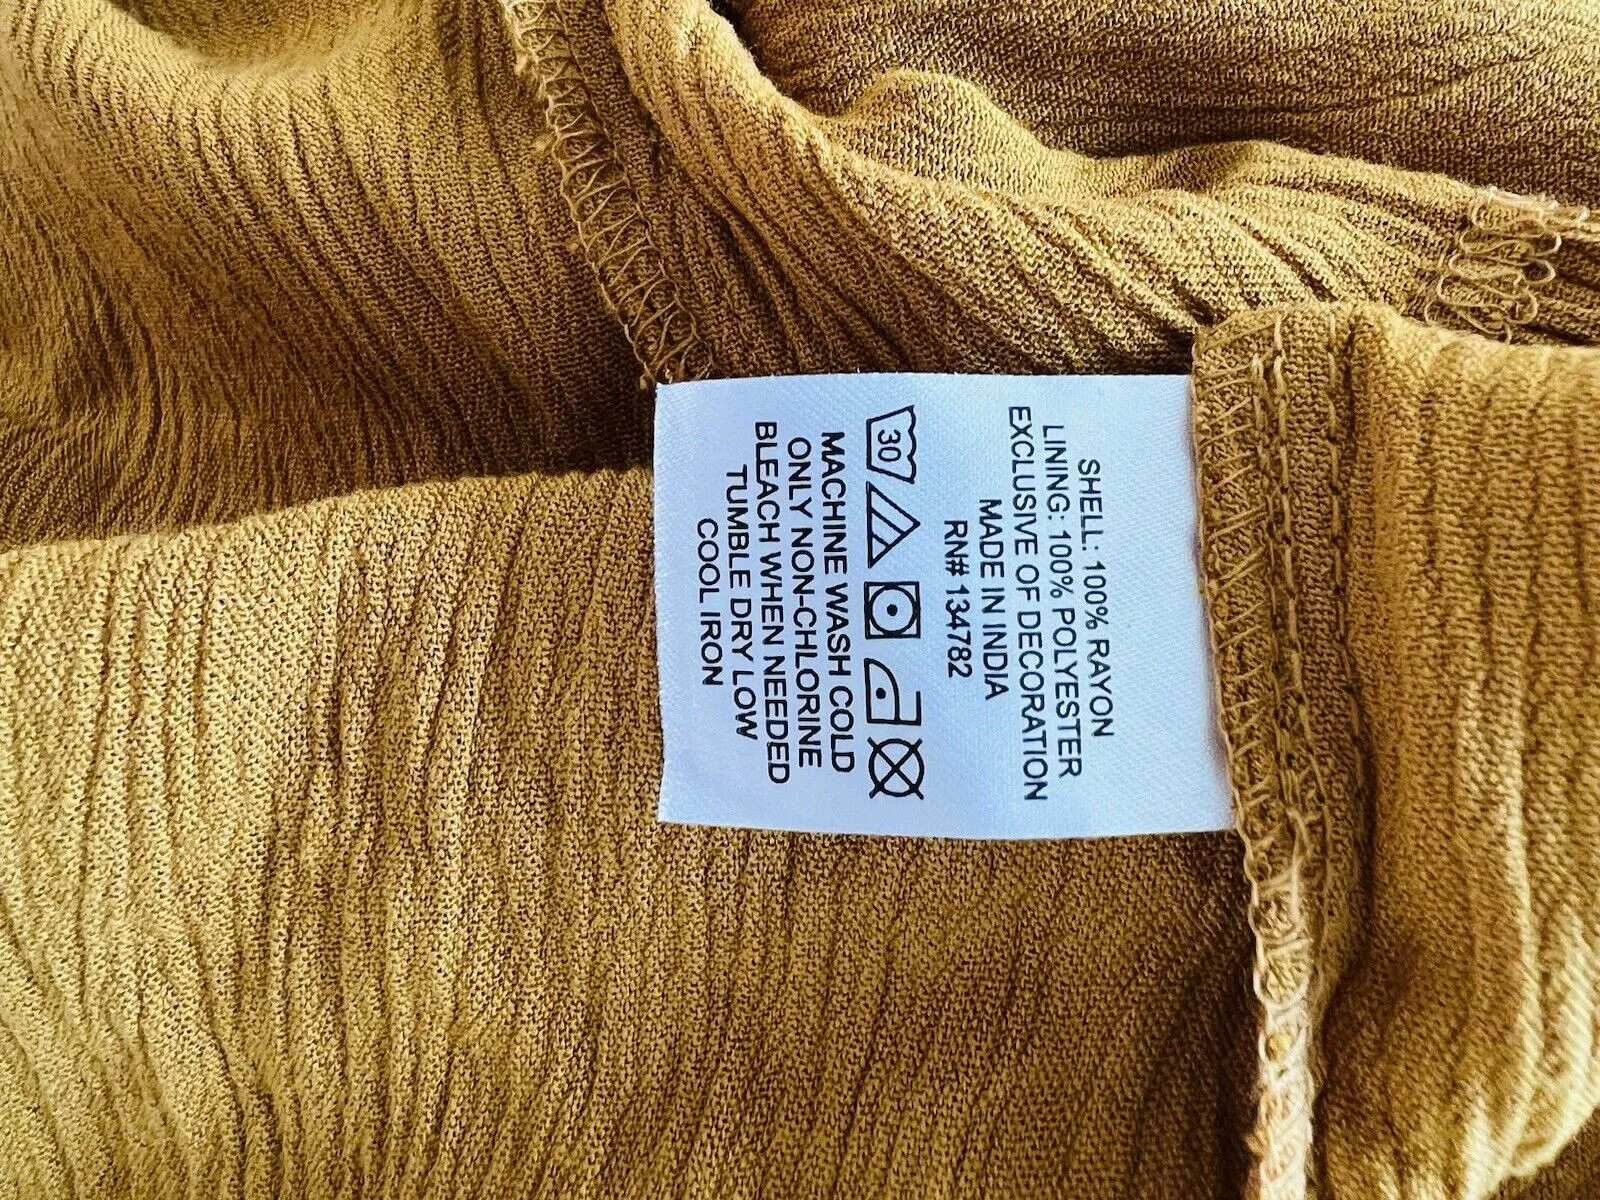 SHELL: 100% RAYON
LINING: 100% POLYESTER
EXCLUSIVE OF DECORATION
MADE IN INDIA
RN# 134782
30
MACHINE WASH COLD
ONLY NON-CHLORINE
BLEACH WHEN NEEDED
TUMBLE DRY LOW
COOL IRON